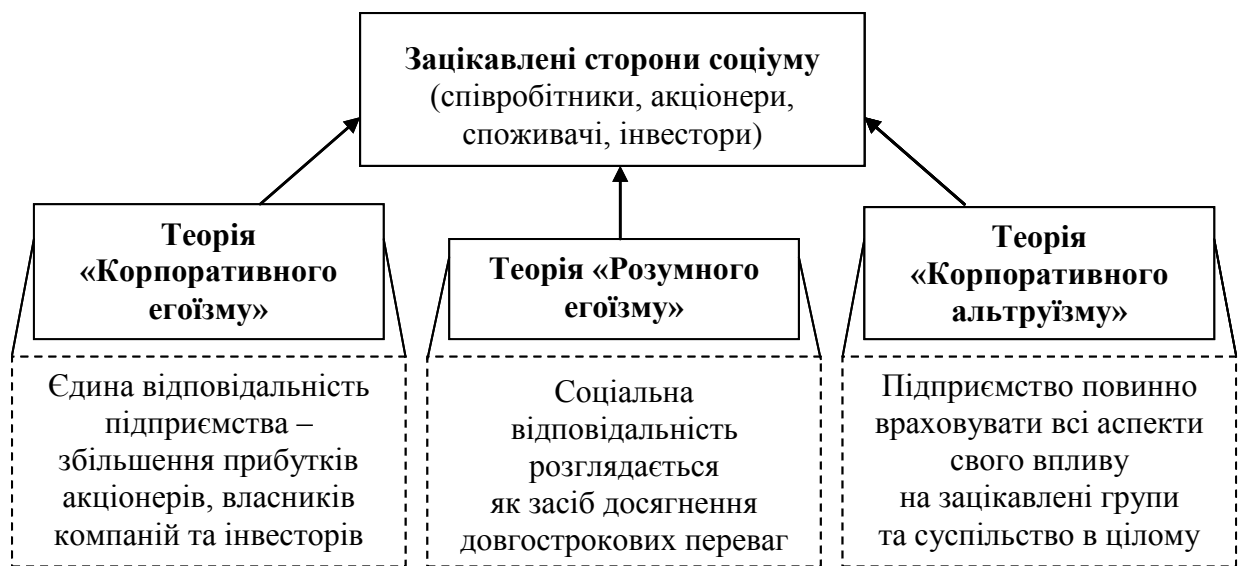 Зацікавлені сторони соціуму
(співробітники, акціонери,
споживачі, інвестори)
Теорія
«Корпоративного
егоїзму»
Теорія «Розумного
егоїзму»
Теорія
«Корпоративного
альтруїзму»
Єдина відповідальність
підприємства –
збільшення прибутків
акціонерів, власників
компаній та інвесторів
Соціальна
відповідальність
розглядається
як засіб досягнення
довгострокових переваг
Підприємство повинно
враховувати всі аспекти
свого впливу
на зацікавлені групи
та суспільство в цілому